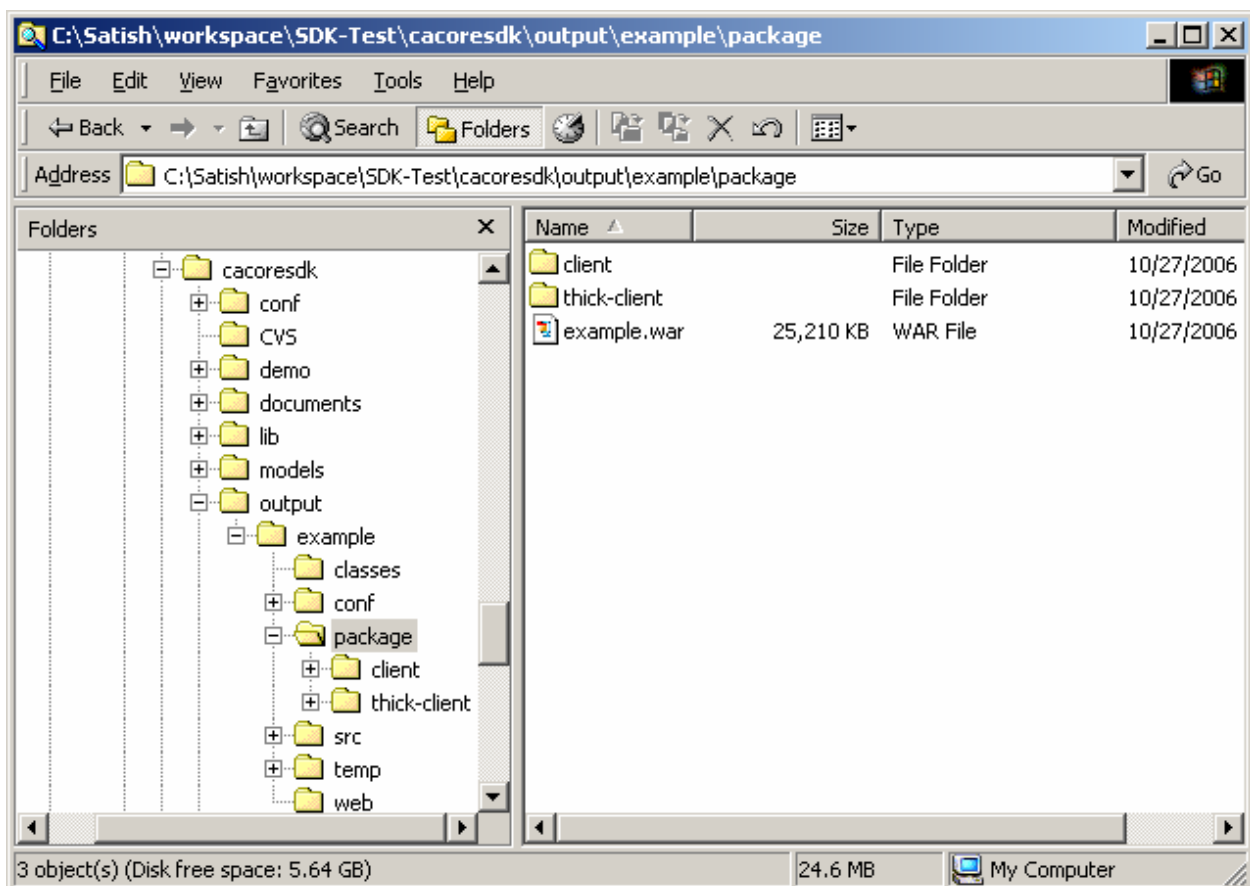 C:\Satish\workspace\SDK-Test\cacoresdk\output\example\package
File Edit View Favorites Tools Help
Back Search Folders
Address C:\Satish\workspace\SDK-Test\cacoresdk\output\example\package Go
Folders
cacoresdk
conf
CVS
demo
documents
lib
models
output
example
classes
conf
package
client
thick-client
src
temp
web
Name Size Type Modified
client File Folder 10/27/2006
thick-client File Folder 10/27/2006
example.war 25,210 KB WAR File 10/27/2006
3 object(s) (Disk free space: 5.64 GB) 24.6 MB My Computer